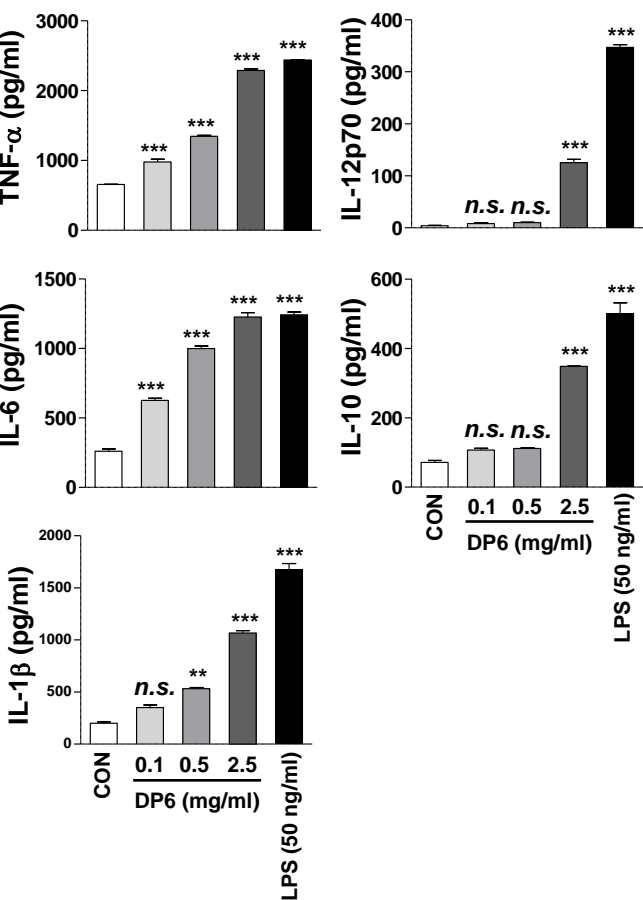 TNF-α (pg/ml)
3000
2000
1000
0
***
***
***
***
IL-12p70 (pg/ml)
400
300
200
100
0
n.s. n.s.
***
***
IL-6 (pg/ml)
1500
1000
500
0
***
***
***
***
IL-10 (pg/ml)
600
400
200
0
n.s. n.s.
***
***
CON
0.1 0.5 2.5
DP6 (mg/ml)
LPS (50 ng/ml)
IL-1β (pg/ml)
2000
1500
1000
500
0
n.s.
**
***
***
CON
0.1 0.5 2.5
DP6 (mg/ml)
LPS (50 ng/ml)